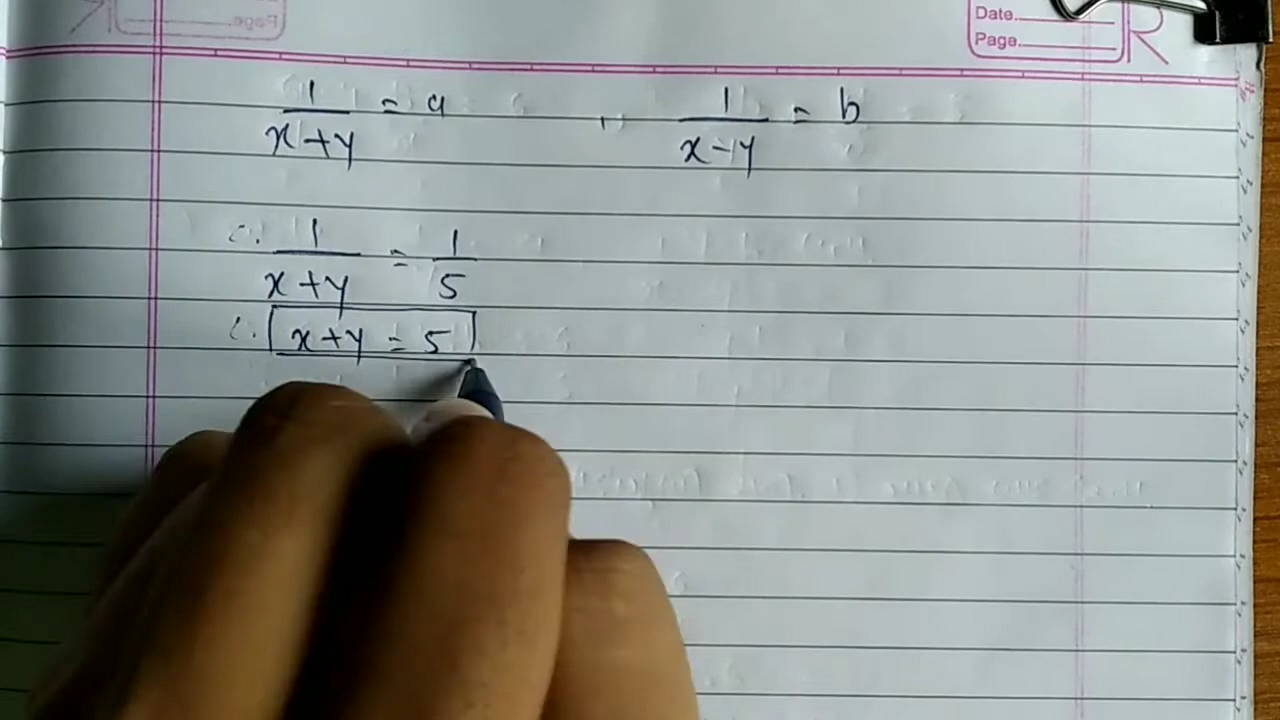 Date.
Page.
1/(x+y) = a , 1/(x-y) = b
∴ 1/(x+y) = 1/5
∴ x+y = 5